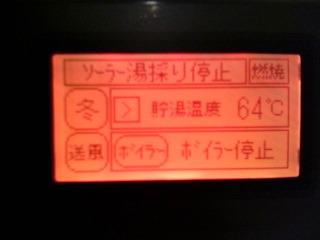 ソーラー湯採り停止 燃焼
冬 > 貯湯温度 64℃
送風 ボイラー ボイラー停止